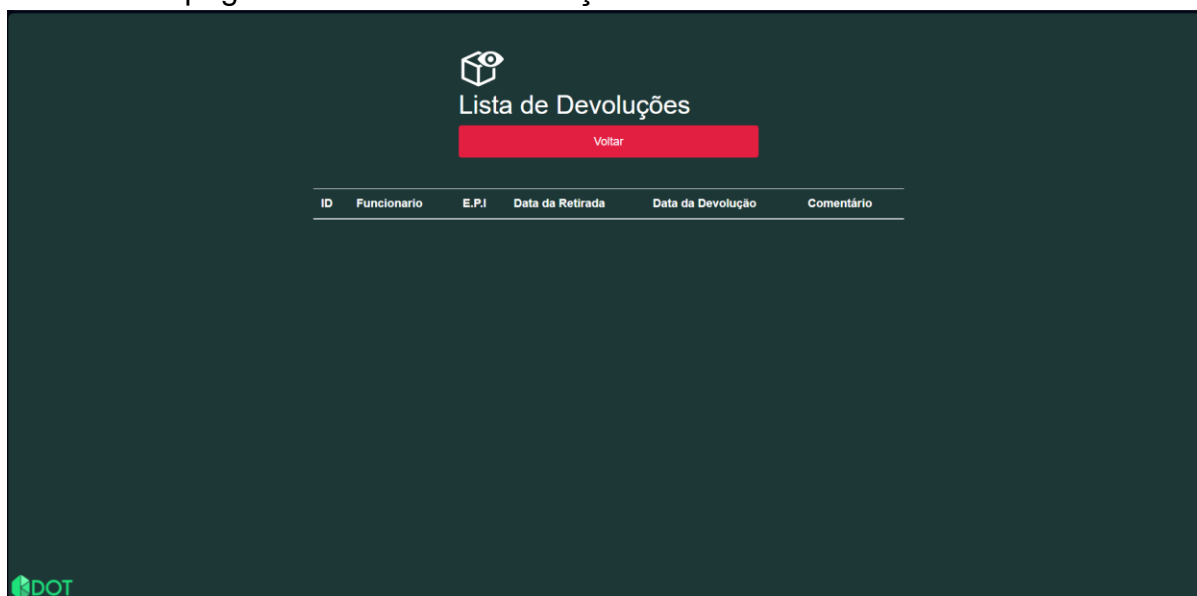 Lista de Devoluções
Voltar
ID Funcionario E.P.I Data da Retirada Data da Devolução Comentário
DOT